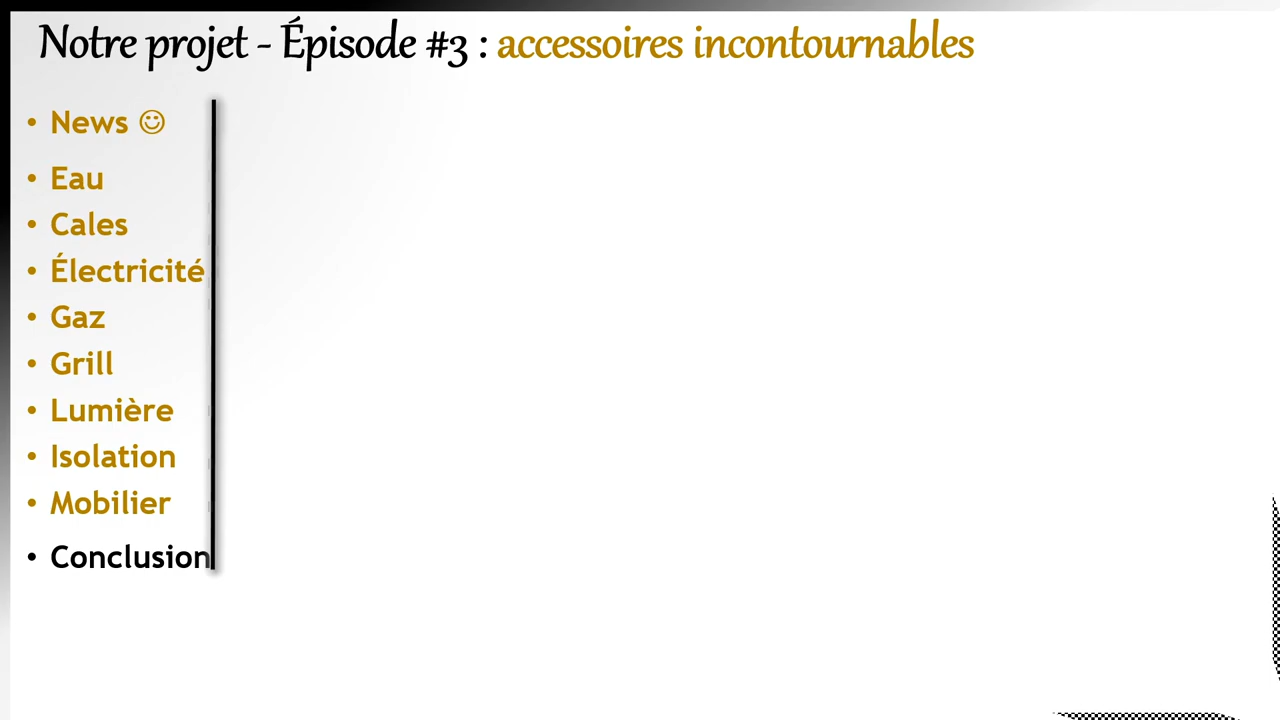 Notre projet - Épisode #3 : accessoires incontournables
• News ☺
• Eau
• Cales
• Électricité
• Gaz
• Grill
• Lumière
• Isolation
• Mobilier
• Conclusion